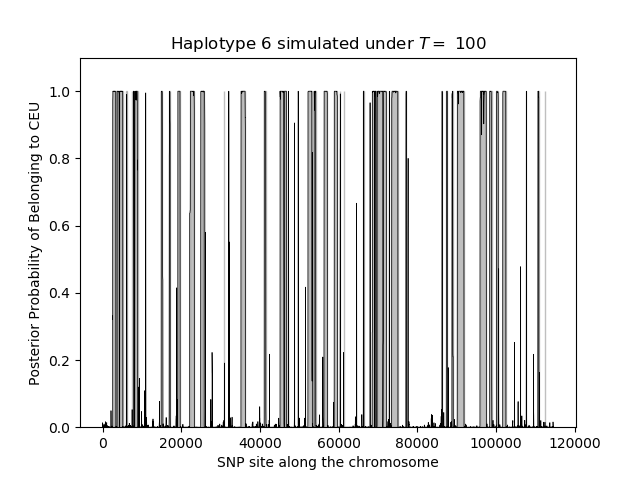 Haplotype 6 simulated under T = 100
Posterior Probability of Belonging to CEU
1.0
0.8
0.6
0.4
0.2
0.0
0 20000 40000 60000 80000 100000 120000
SNP site along the chromosome